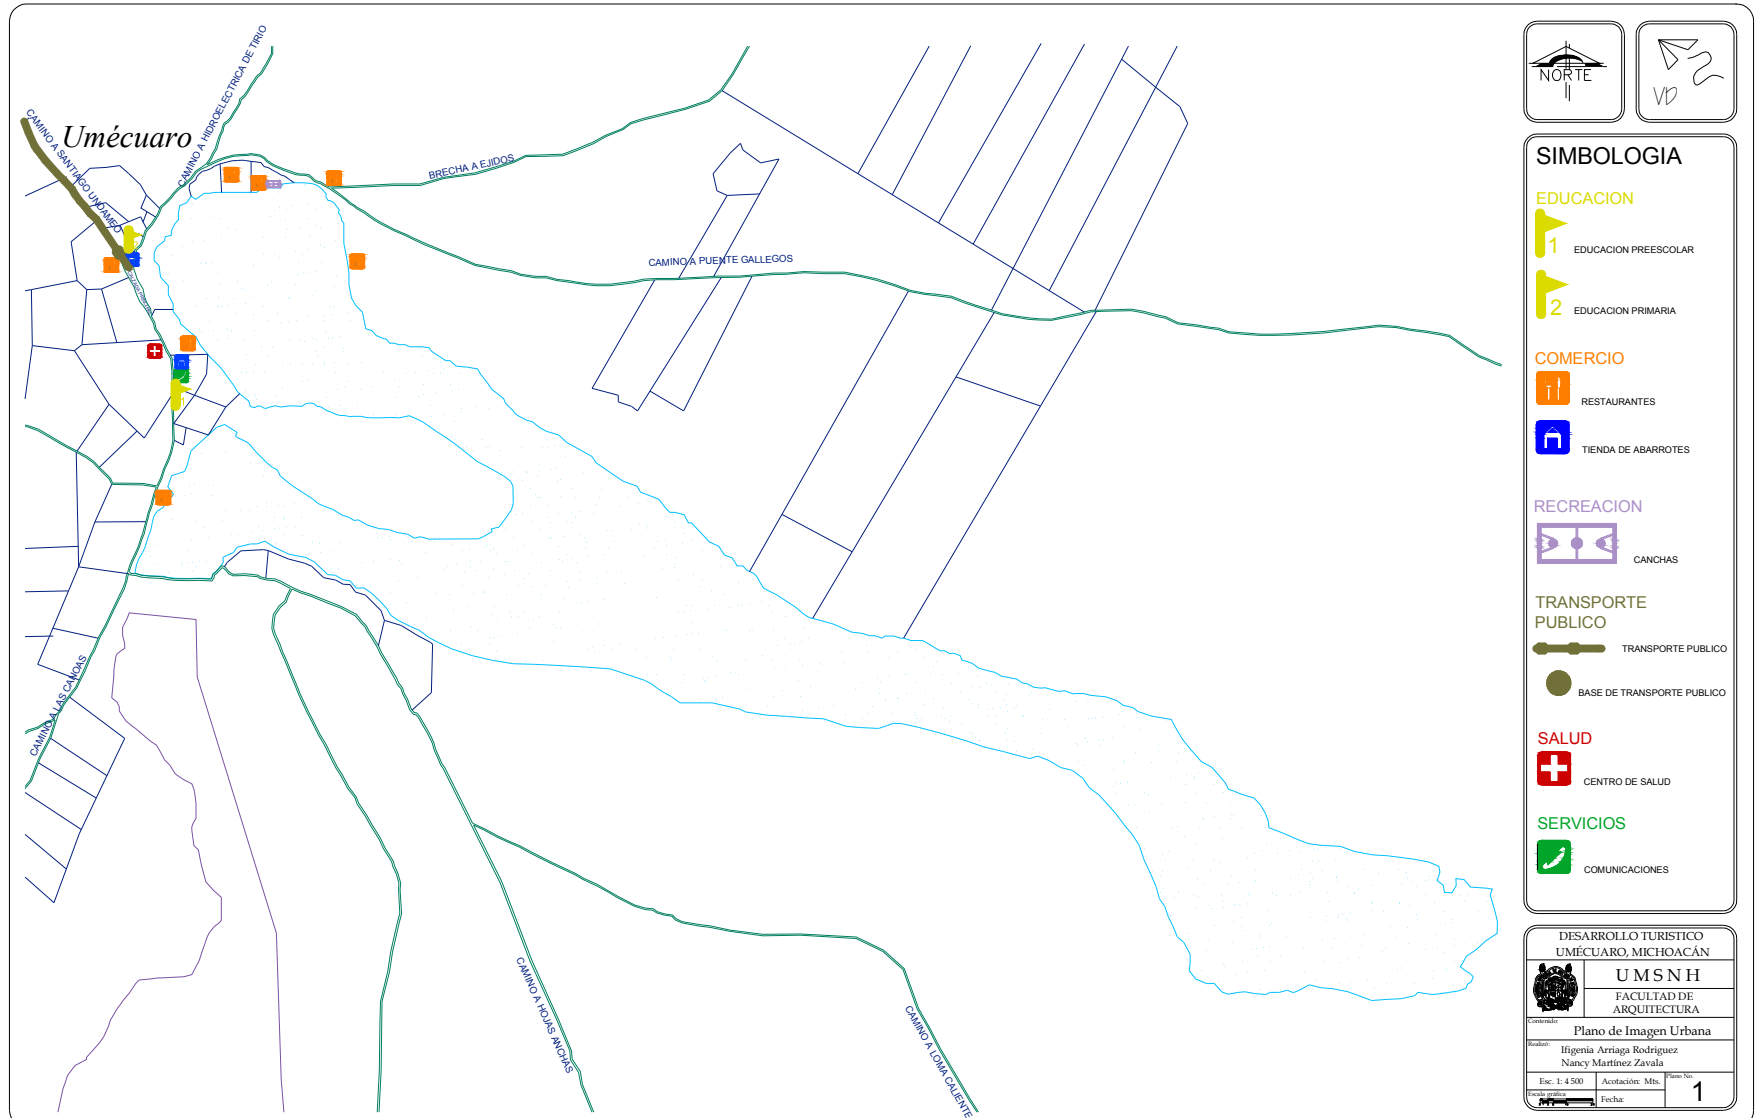 Umécuaro
CAMINO A SANTIAGO UNDAMEO
CAMINO A HIDROELECTRICA DE TIRIO
BRECHA A EJIDOS
CAMINO A PUENTE GALLEGOS
CAMINO A LAS CANOAS
CAMINO A HOJAS ANCHAS
CAMINO A LOMA CALIENTE
NORTE
VP
SIMBOLOGIA
EDUCACION
1 EDUCACION PREESCOLAR
2 EDUCACION PRIMARIA
COMERCIO
RESTAURANTES
TIENDA DE ABARROTES
RECREACION
CANCHAS
TRANSPORTE
PUBLICO
TRANSPORTE PUBLICO
BASE DE TRANSPORTE PUBLICO
SALUD
CENTRO DE SALUD
SERVICIOS
COMUNICACIONES
DESARROLLO TURISTICO
UMÉCUARO, MICHOACÁN
U M S N H
FACULTAD DE
ARQUITECTURA
Contenido:
Plano de Imagen Urbana
Realizó:
Ifigenia Arriaga Rodriguez
Nancy Martínez Zavala
Esc. 1: 4 500
Acotación: Mts.
Plano No.
1
Escala gráfica
Fecha: